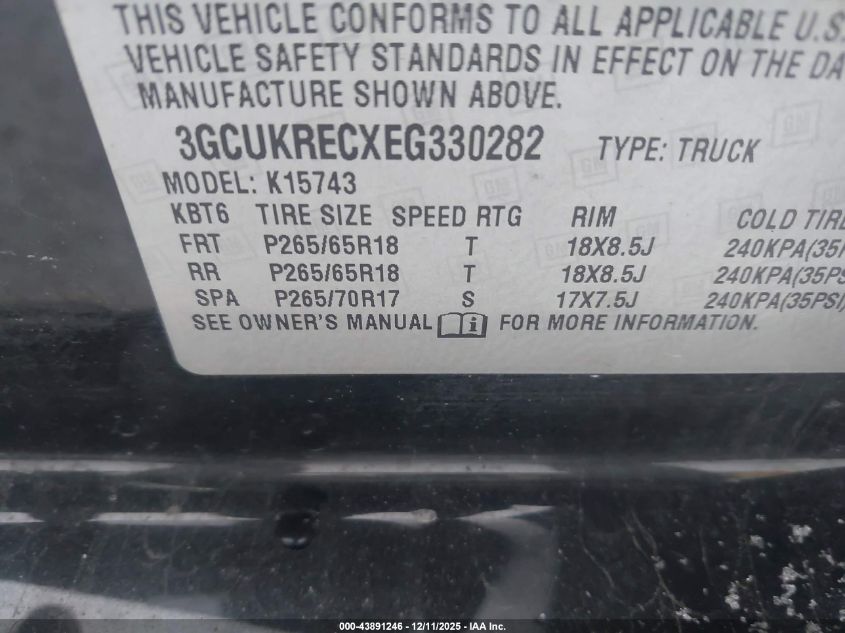 THIS VEHICLE CONFORMS TO ALL APPLICABLE U.S.
VEHICLE SAFETY STANDARDS IN EFFECT ON THE DA
MANUFACTURE SHOWN ABOVE.
3GCUKRECXEG330282 TYPE: TRUCK
MODEL: K15743
KBT6 TIRE SIZE SPEED RTG RIM COLD TIRE
FRT P265/65R18 T 18X8.5J 240KPA(35P
RR P265/65R18 T 18X8.5J 240KPA(35PS
SPA P265/70R17 S 17X7.5J 240KPA(35PSI)
SEE OWNER'S MANUAL i FOR MORE INFORMATION.
000-43891246 - 12/11/2025 - IAA Inc.